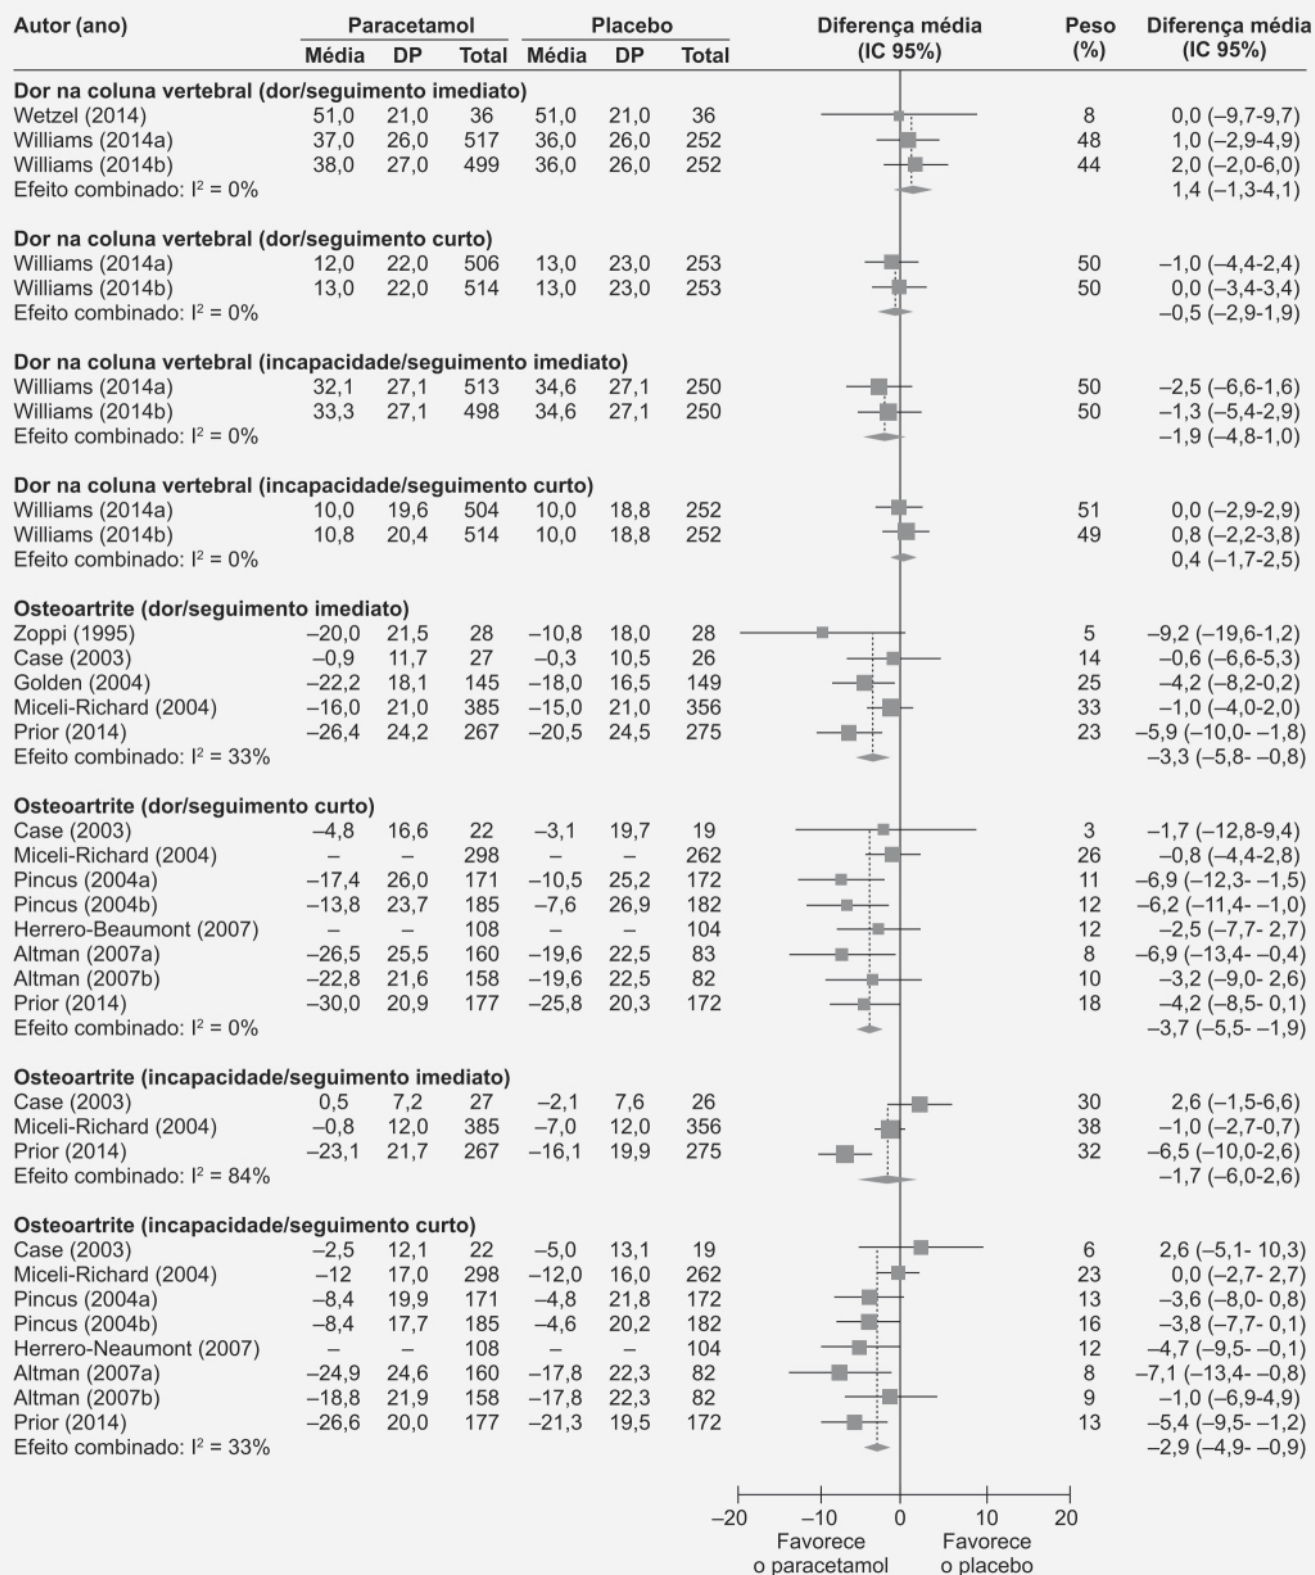 Autor (ano) Paracetamol Placebo Diferença média (IC 95%) Peso (%) Diferença média (IC 95%)
Média DP Total Média DP Total
Dor na coluna vertebral (dor/seguimento imediato)
Wetzel (2014) 51,0 21,0 36 51,0 21,0 36 8 0,0 (–9,7-9,7)
Williams (2014a) 37,0 26,0 517 36,0 26,0 252 48 1,0 (–2,9-4,9)
Williams (2014b) 38,0 27,0 499 36,0 26,0 252 44 2,0 (–2,0-6,0)
Efeito combinado: I² = 0% 1,4 (–1,3-4,1)
Dor na coluna vertebral (dor/seguimento curto)
Williams (2014a) 12,0 22,0 506 13,0 23,0 253 50 –1,0 (–4,4-2,4)
Williams (2014b) 13,0 22,0 514 13,0 23,0 253 50 0,0 (–3,4-3,4)
Efeito combinado: I² = 0% –0,5 (–2,9-1,9)
Dor na coluna vertebral (incapacidade/seguimento imediato)
Williams (2014a) 32,1 27,1 513 34,6 27,1 250 50 –2,5 (–6,6-1,6)
Williams (2014b) 33,3 27,1 498 34,6 27,1 250 50 –1,3 (–5,4-2,9)
Efeito combinado: I² = 0% –1,9 (–4,8-1,0)
Dor na coluna vertebral (incapacidade/seguimento curto)
Williams (2014a) 10,0 19,6 504 10,0 18,8 252 51 0,0 (–2,9-2,9)
Williams (2014b) 10,8 20,4 514 10,0 18,8 252 49 0,8 (–2,2-3,8)
Efeito combinado: I² = 0% 0,4 (–1,7-2,5)
Osteoartrite (dor/seguimento imediato)
Zoppi (1995) –20,0 21,5 28 –10,8 18,0 28 5 –9,2 (–19,6-1,2)
Case (2003) –0,9 11,7 27 –0,3 10,5 26 14 –0,6 (–6,6-5,3)
Golden (2004) –22,2 18,1 145 –18,0 16,5 149 25 –4,2 (–8,2-0,2)
Miceli-Richard (2004) –16,0 21,0 385 –15,0 21,0 356 33 –1,0 (–4,0-2,0)
Prior (2014) –26,4 24,2 267 –20,5 24,5 275 23 –5,9 (–10,0- –1,8)
Efeito combinado: I² = 33% –3,3 (–5,8- –0,8)
Osteoartrite (dor/seguimento curto)
Case (2003) –4,8 16,6 22 –3,1 19,7 19 3 –1,7 (–12,8-9,4)
Miceli-Richard (2004) – – 298 – – 262 26 –0,8 (–4,4-2,8)
Pincus (2004a) –17,4 26,0 171 –10,5 25,2 172 11 –6,9 (–12,3- –1,5)
Pincus (2004b) –13,8 23,7 185 –7,6 26,9 182 12 –6,2 (–11,4- –1,0)
Herrero-Beaumont (2007) – – 108 – – 104 12 –2,5 (–7,7- 2,7)
Altman (2007a) –26,5 25,5 160 –19,6 22,5 83 8 –6,9 (–13,4- –0,4)
Altman (2007b) –22,8 21,6 158 –19,6 22,5 82 10 –3,2 (–9,0- 2,6)
Prior (2014) –30,0 20,9 177 –25,8 20,3 172 18 –4,2 (–8,5- 0,1)
Efeito combinado: I² = 0% –3,7 (–5,5- –1,9)
Osteoartrite (incapacidade/seguimento imediato)
Case (2003) 0,5 7,2 27 –2,1 7,6 26 30 2,6 (–1,5-6,6)
Miceli-Richard (2004) –0,8 12,0 385 –7,0 12,0 356 38 –1,0 (–2,7-0,7)
Prior (2014) –23,1 21,7 267 –16,1 19,9 275 32 –6,5 (–10,0-2,6)
Efeito combinado: I² = 84% –1,7 (–6,0-2,6)
Osteoartrite (incapacidade/seguimento curto)
Case (2003) –2,5 12,1 22 –5,0 13,1 19 6 2,6 (–5,1- 10,3)
Miceli-Richard (2004) –12 17,0 298 –12,0 16,0 262 23 0,0 (–2,7- 2,7)
Pincus (2004a) –8,4 19,9 171 –4,8 21,8 172 13 –3,6 (–8,0- 0,8)
Pincus (2004b) –8,4 17,7 185 –4,6 20,2 182 16 –3,8 (–7,7- 0,1)
Herrero-Neaumont (2007) – – 108 – – 104 12 –4,7 (–9,5- –0,1)
Altman (2007a) –24,9 24,6 160 –17,8 22,3 82 8 –7,1 (–13,4- –0,8)
Altman (2007b) –18,8 21,9 158 –17,8 22,3 82 9 –1,0 (–6,9-4,9)
Prior (2014) –26,6 20,0 177 –21,3 19,5 172 13 –5,4 (–9,5- –1,2)
Efeito combinado: I² = 33% –2,9 (–4,9- –0,9)
–20 –10 0 10 20
Favorece o paracetamol Favorece o placebo